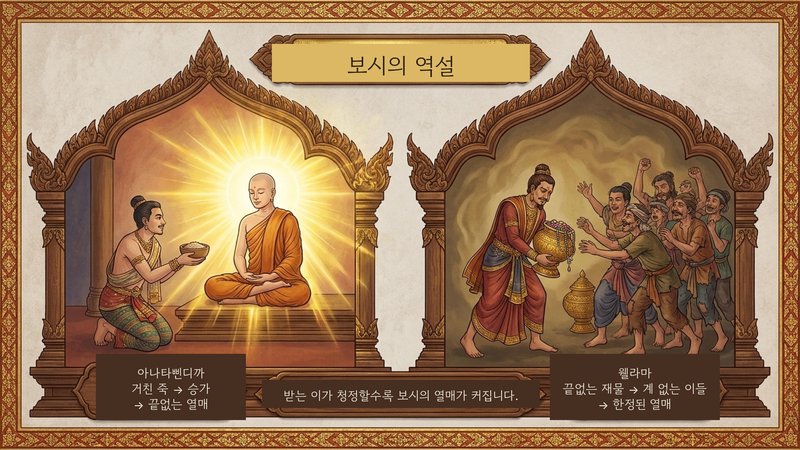 보시의 역설
아나타삔디까
거친 죽 → 승가
→ 끝없는 열매
받는 이가 청정할수록 보시의 열매가 커집니다.
웰라마
끝없는 재물 → 계 없는 이들
→ 한정된 열매